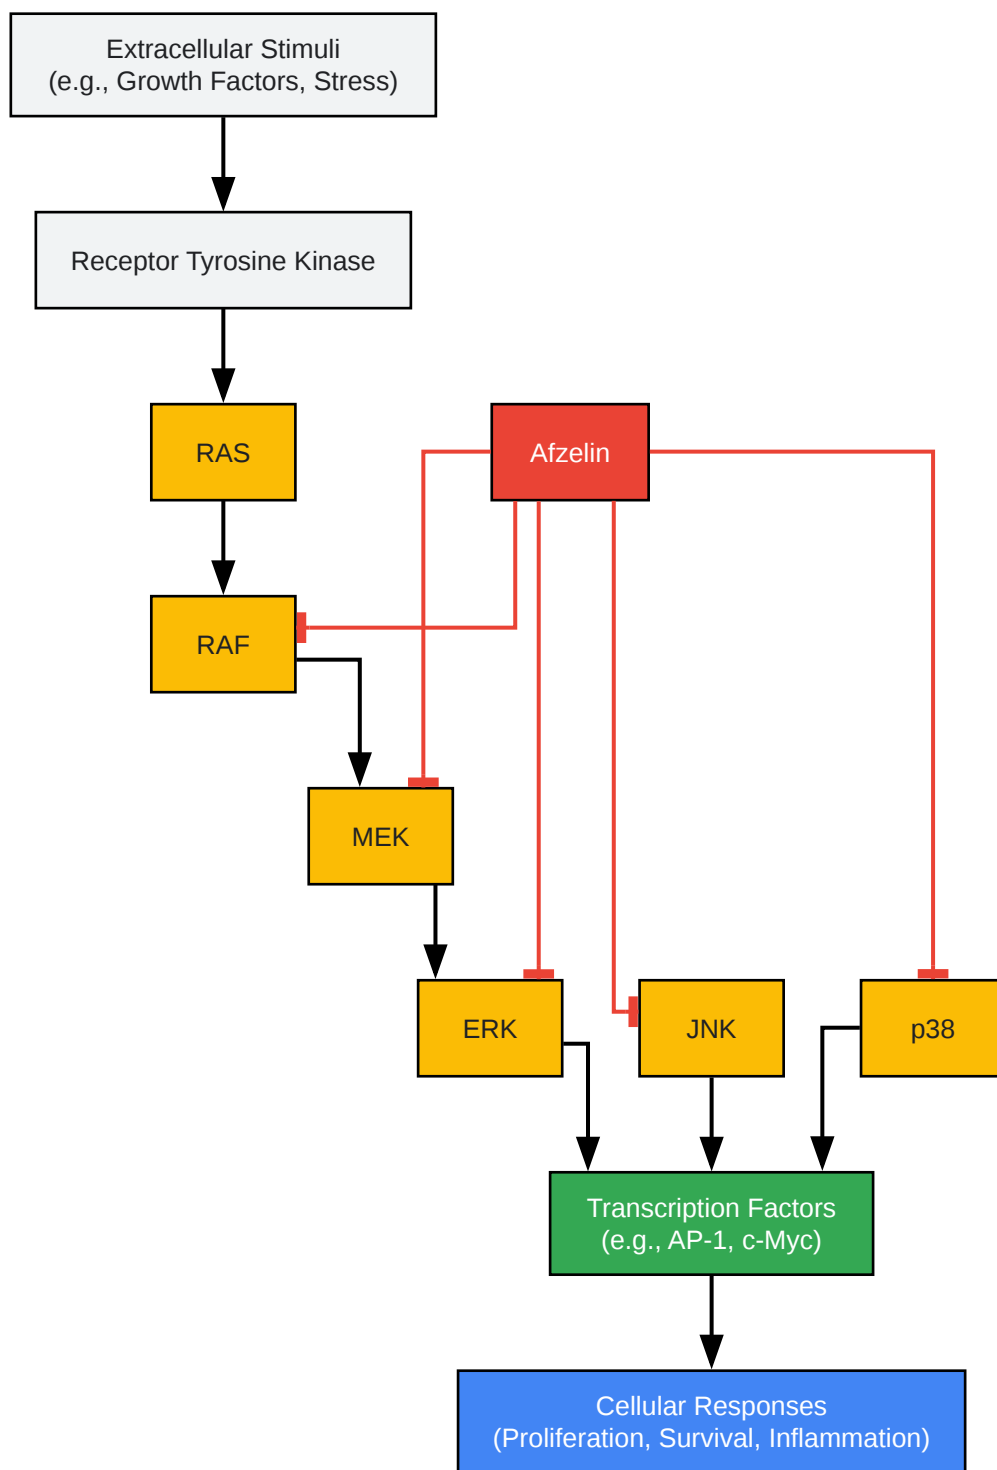 Extracellular Stimuli
(e.g., Growth Factors, Stress)
Receptor Tyrosine Kinase
RAS
Afzelin
RAF
MEK
ERK
JNK
p38
Transcription Factors
(e.g., AP-1, c-Myc)
Cellular Responses
(Proliferation, Survival, Inflammation)